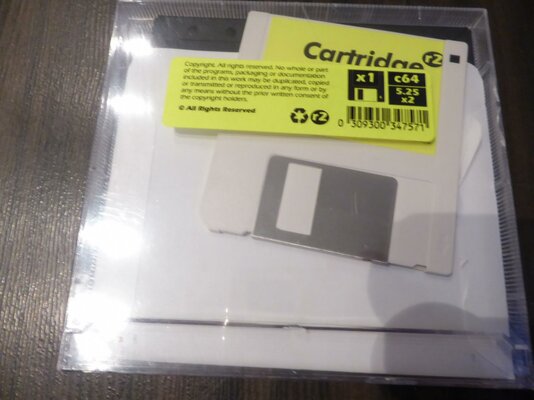 Cartridge rz
Copyright. All rights reserved. No whole or part
of the programs, packaging or documentation
included in this work may be duplicated, copied
or transmitted or reproduced in any form or by
any means without the prior written consent of
the copyright holders.
© All Rights Reserved
x1
c64
5.25
x2
rz
0 309300 347571